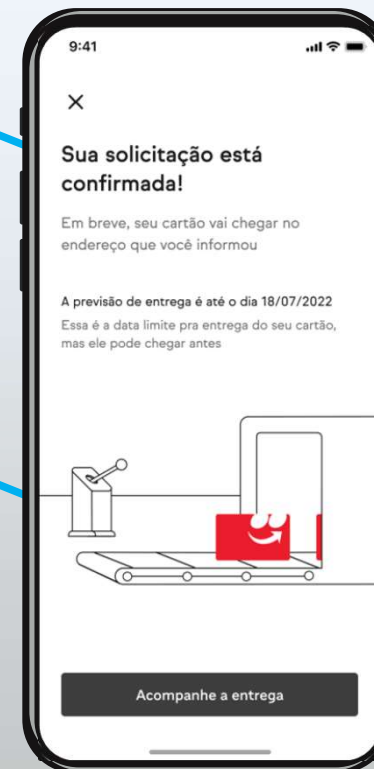 9:41
Sua solicitação está
confirmada!
Em breve, seu cartão vai chegar no
endereço que você informou
A previsão de entrega é até o dia 18/07/2022
Essa é a data limite pra entrega do seu cartão,
mas ele pode chegar antes
Acompanhe a entrega